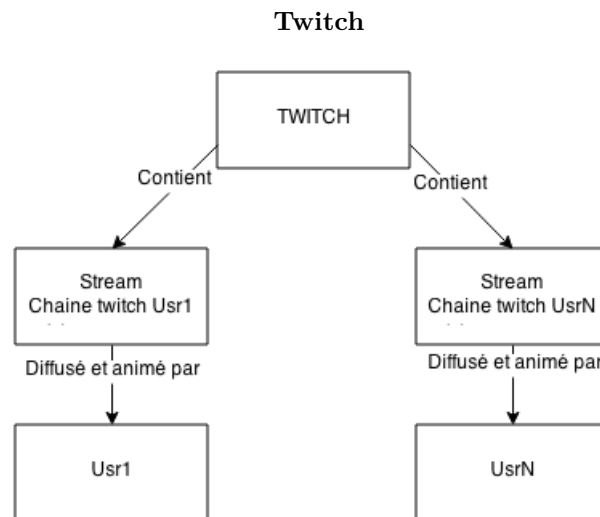 Twitch
TWITCH
Contient
Contient
Stream
Chaine twitch Usr1
Stream
Chaine twitch UsrN
Diffusé et animé par
Diffusé et animé par
Usr1
UsrN